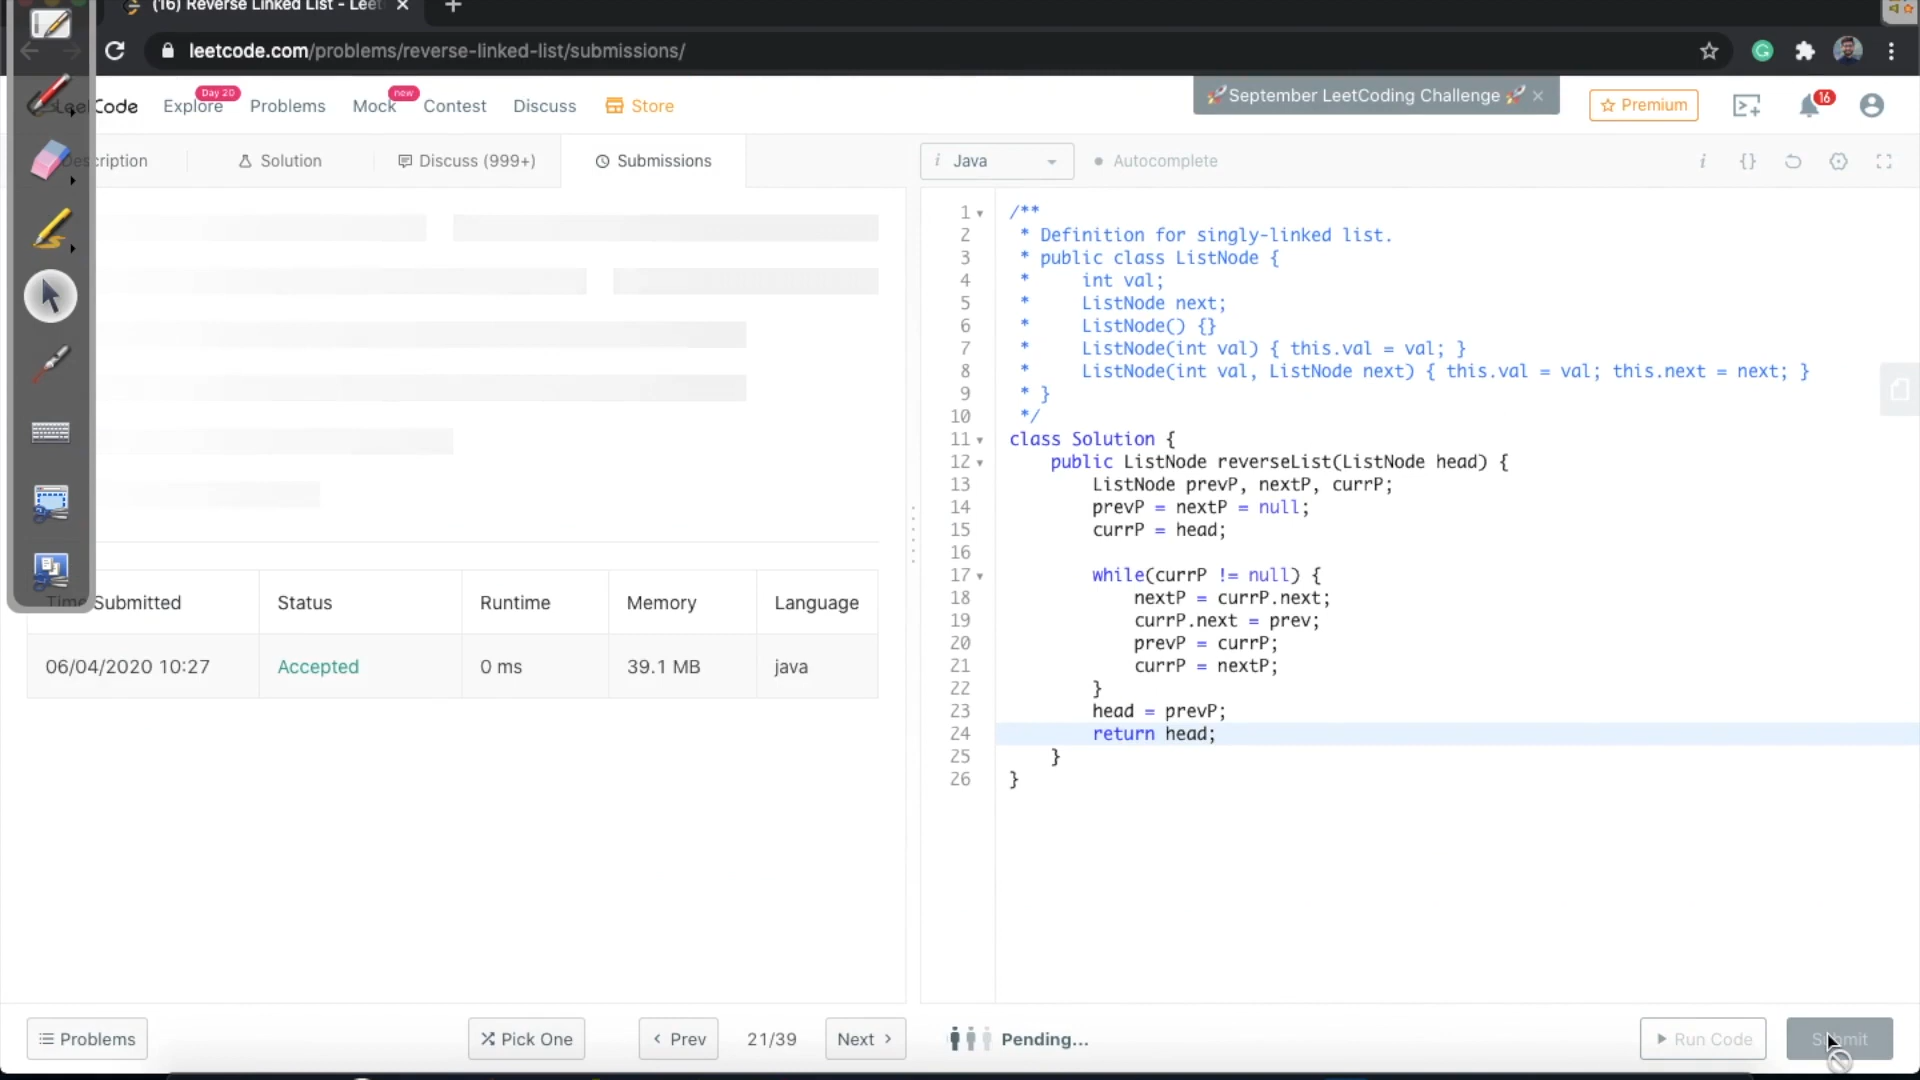 (16) Reverse Linked List - Leet
leetcode.com/problems/reverse-linked-list/submissions/
LeetCode
Explore
Day 20
Problems
Mock
new
Contest
Discuss
Store
🚀September LeetCoding Challenge 🚀
Premium
16
Description
Solution
Discuss (999+)
Submissions
i Java
Autocomplete
i {}
1 /**
2  * Definition for singly-linked list.
3  * public class ListNode {
4  *     int val;
5  *     ListNode next;
6  *     ListNode() {}
7  *     ListNode(int val) { this.val = val; }
8  *     ListNode(int val, ListNode next) { this.val = val; this.next = next; }
9  * }
10  */
11 class Solution {
12     public ListNode reverseList(ListNode head) {
13         ListNode prevP, nextP, currP;
14         prevP = nextP = null;
15         currP = head;
16
17         while(currP != null) {
18             nextP = currP.next;
19             currP.next = prev;
20             prevP = currP;
21             currP = nextP;
22         }
23         head = prevP;
24         return head;
25     }
26 }
Time Submitted Status Runtime Memory Language
06/04/2020 10:27 Accepted 0 ms 39.1 MB java
Problems
Pick One
Prev
21/39
Next
Pending...
Run Code
Submit